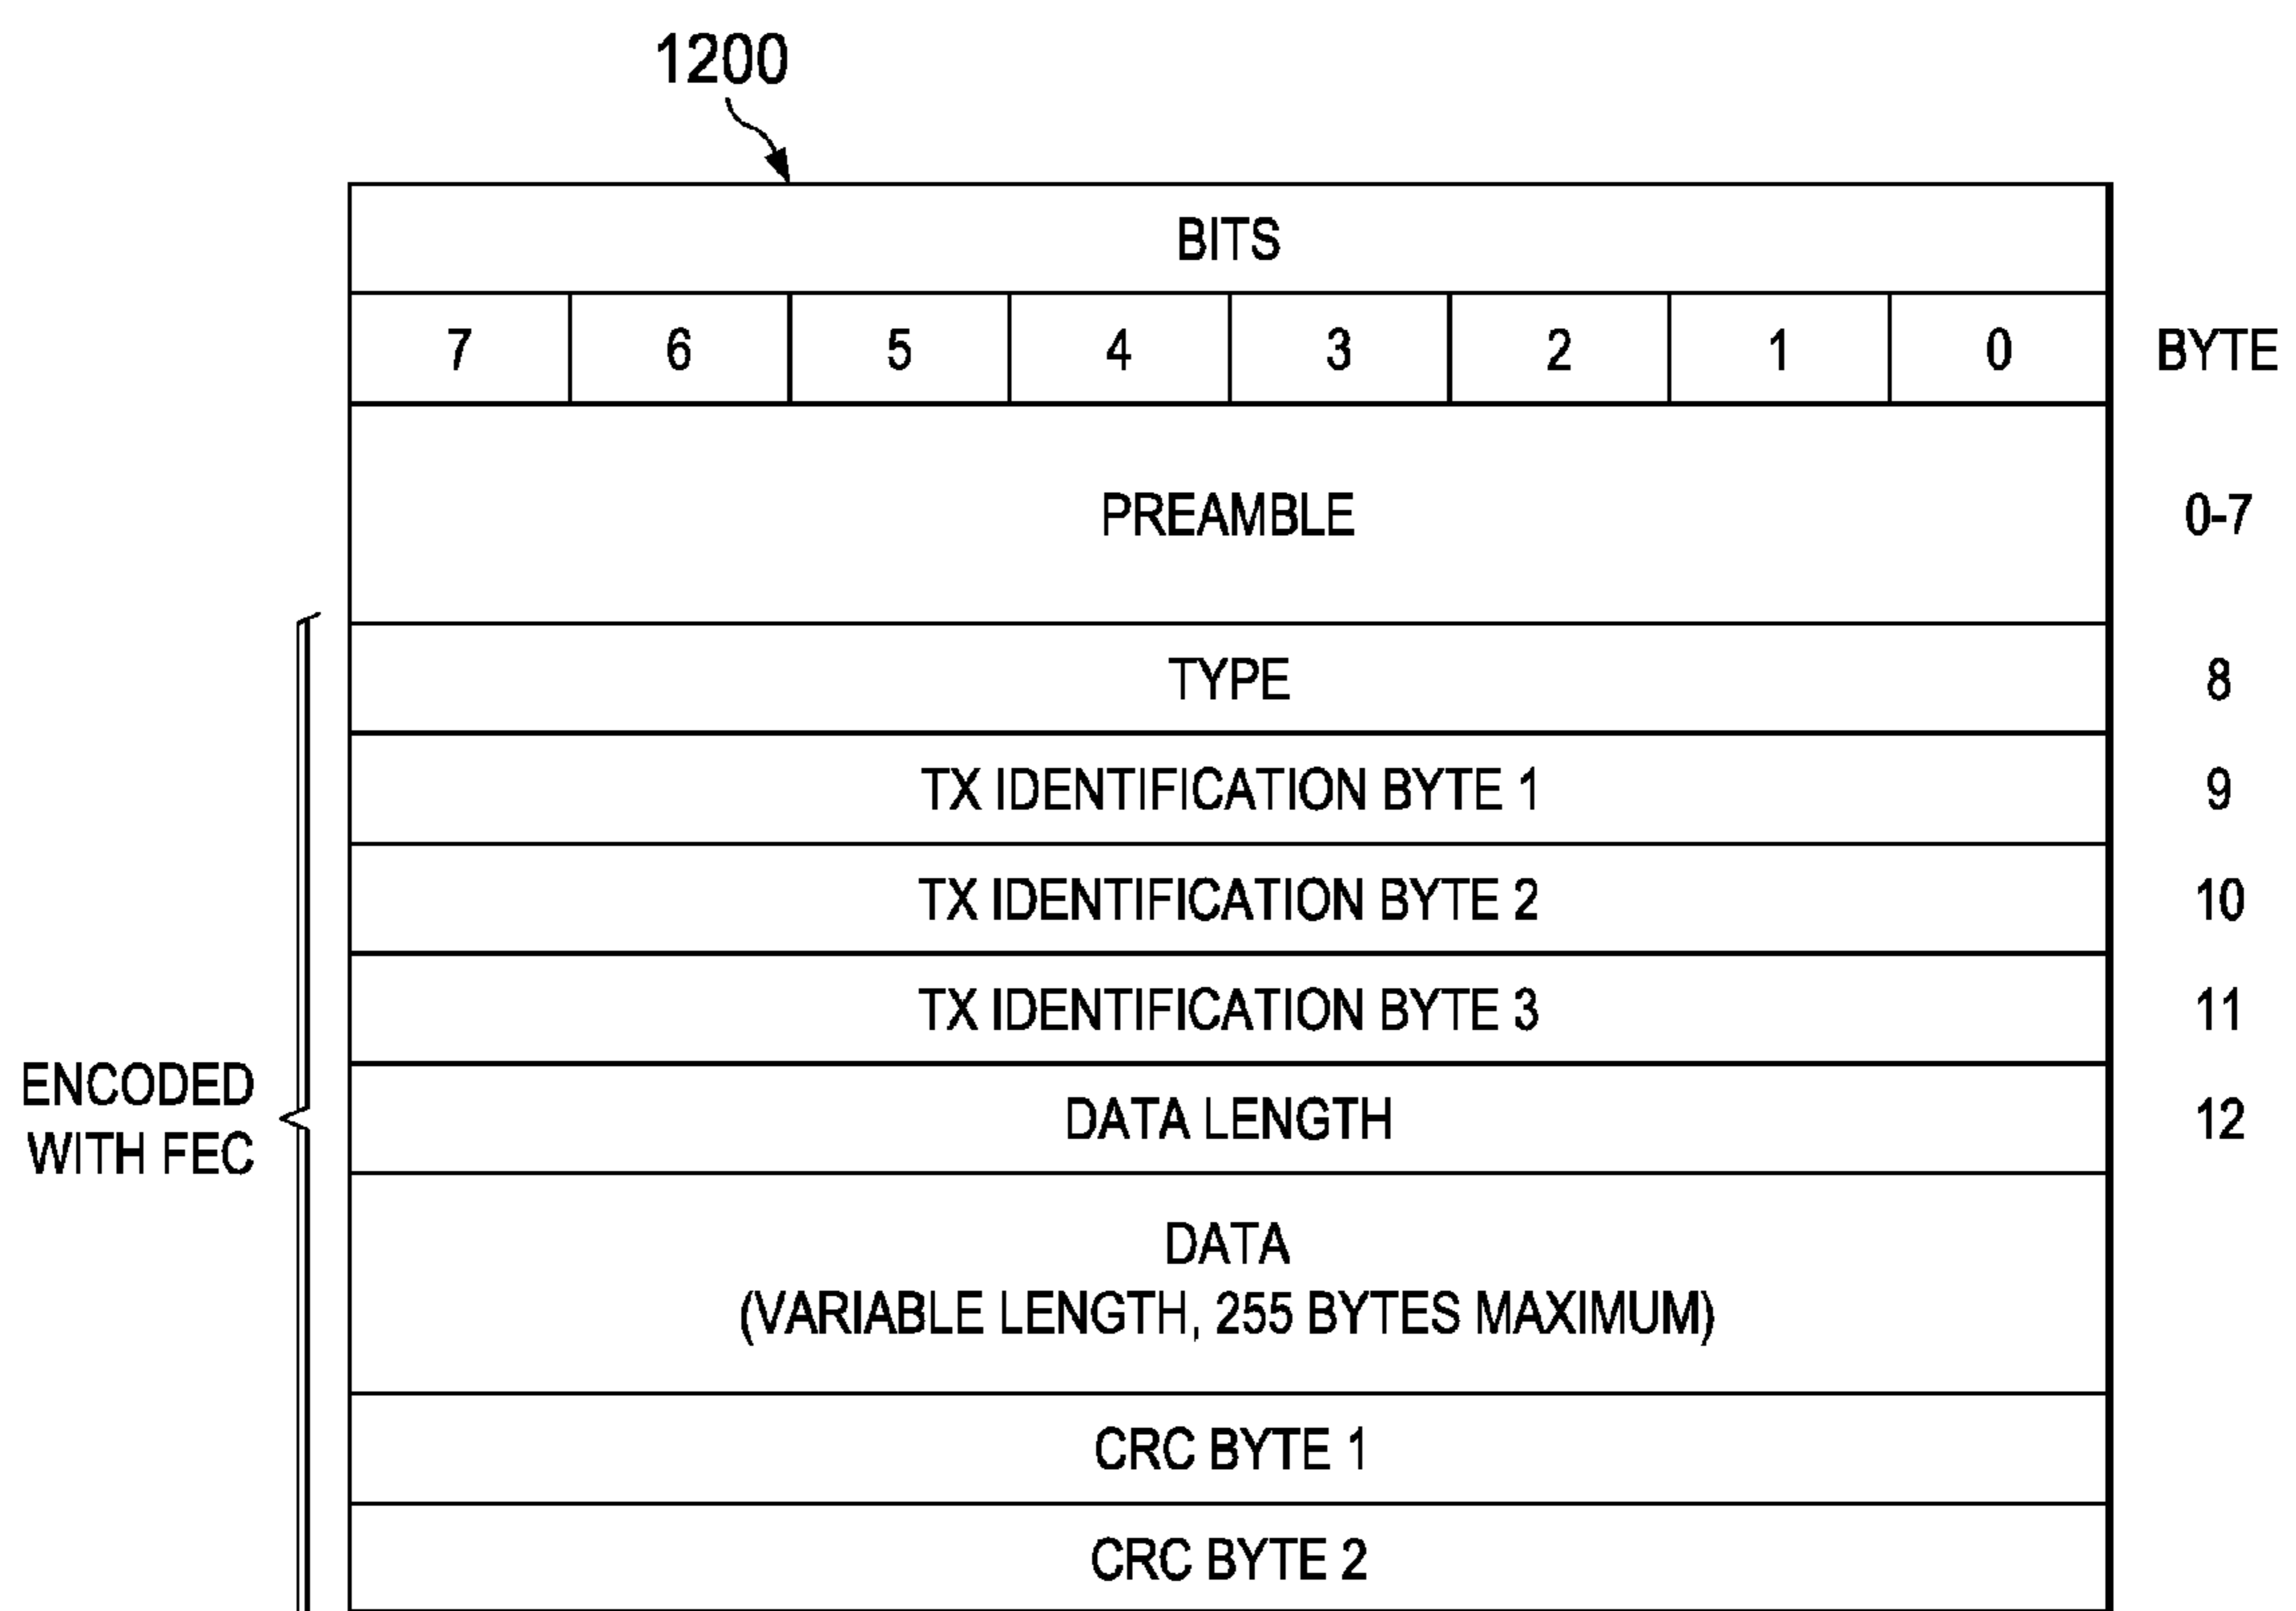 1200
BITS
7 6 5 4 3 2 1 0 BYTE
PREAMBLE 0-7
TYPE 8
TX IDENTIFICATION BYTE 1 9
TX IDENTIFICATION BYTE 2 10
TX IDENTIFICATION BYTE 3 11
ENCODED
WITH FEC
DATA LENGTH 12
DATA
(VARIABLE LENGTH, 255 BYTES MAXIMUM)
CRC BYTE 1
CRC BYTE 2